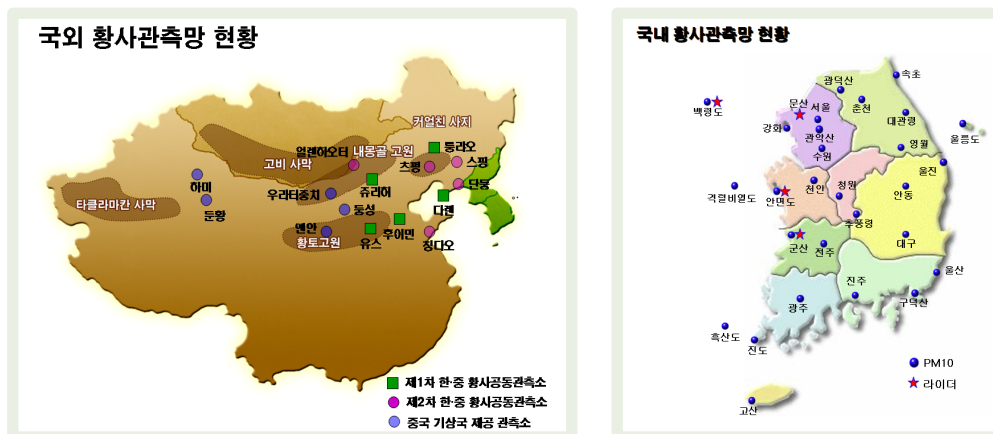 국외 황사관측망 현황
커얼친 사지
통랴오
얼롄하오터
내몽골 고원
고비 사막
츠펑
스핑
하미
우라터중치
쥬리허
단둥
타클라마칸 사막
둔황
둥성
다롄
옌안
후이민
황토고원
유스
칭다오
제1차 한·중 황사공동관측소
제2차 한·중 황사공동관측소
중국 기상국 제공 관측소
국내 황사관측망 현황
속초
광덕산
백령도
문산
서울
춘천
대관령
강화
관악산
울릉도
수원
영월
울진
격렬비열도
안면도
천안
청원
안동
추풍령
군산
전주
대구
울산
진주
광주
구덕산
흑산도
진도
PM10
라이더
고산